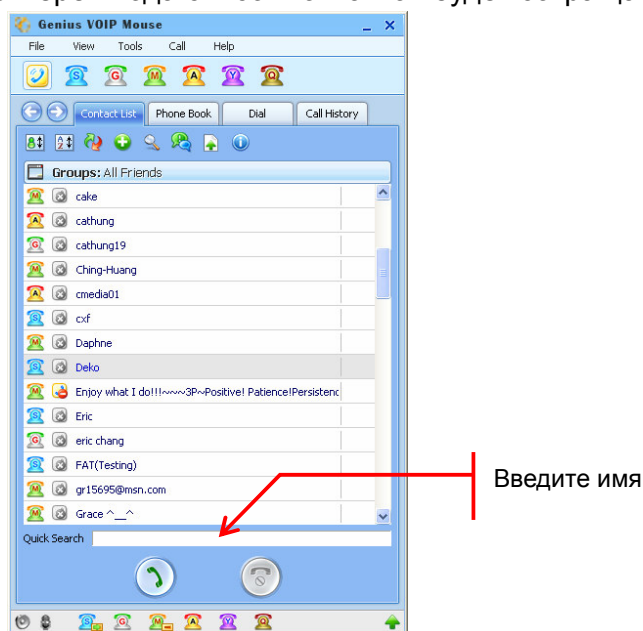 Genius VOIP Mouse
File View Tools Call Help
S G M A Y Q
Contact List Phone Book Dial Call History
Groups: All Friends
M cake
A cathung
G cathung19
M Ching-Huang
A cmedia01
S cxf
M Daphne
S Deko
M Enjoy what I do!!!~~~3P~Positive! Patience!Persistenc
S Eric
G eric chang
S FAT(Testing)
M gr15695@msn.com
M Grace ^__^
Введите имя
Quick Search
S G M A Y Q